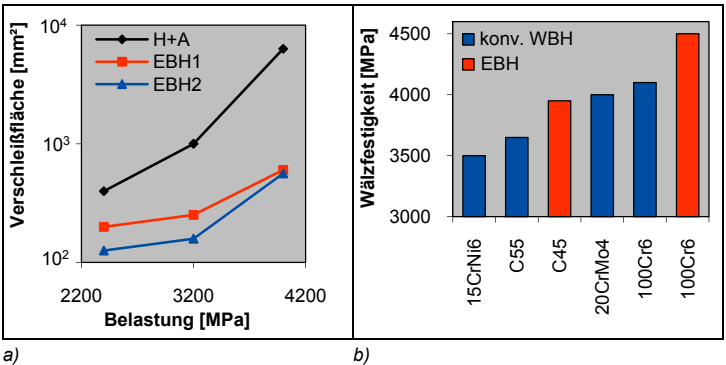 Verschleißfläche [mm²]
10⁴
10³
10²
H+A
EBH1
EBH2
2200
3200
4200
Belastung [MPa]
a)
Wälzfestigkeit [MPa]
4500
4000
3500
3000
konv. WBH
EBH
15CrNi6
C55
C45
20CrMo4
100Cr6
100Cr6
b)